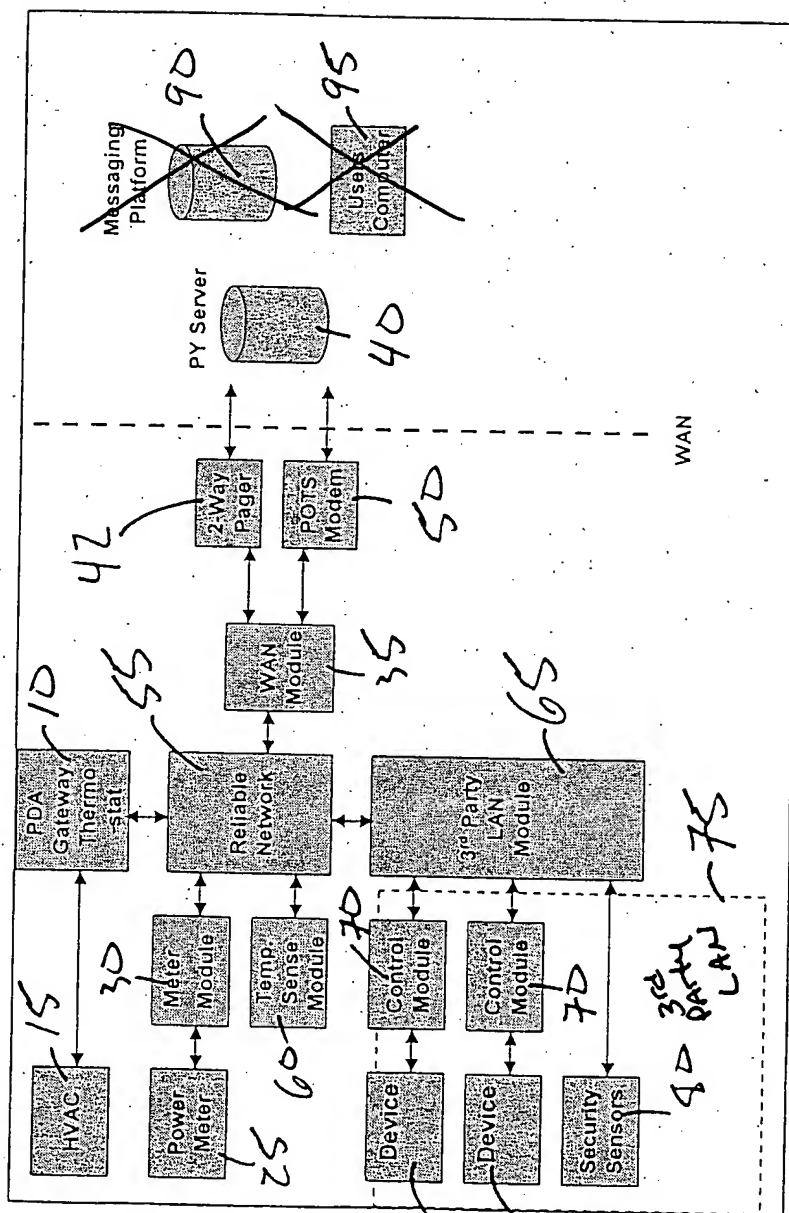 HVAC
15
PDA
Gateway
Thermo
stat
10
Power
Meter
25
Meter
Module
30
Temp.
Sense
Module
60
Reliable
Network
55
WAN
Module
35
2-Way
Pager
42
POTS
Modem
50
PY Server
40
Messaging
Platform
90
Users
Computer
95
WAN
Device
Control
Module
70
Device
Control
Module
70
Security
Sensors
80
3rd
Party
LAN
75
3rd Party
LAN
Module
65